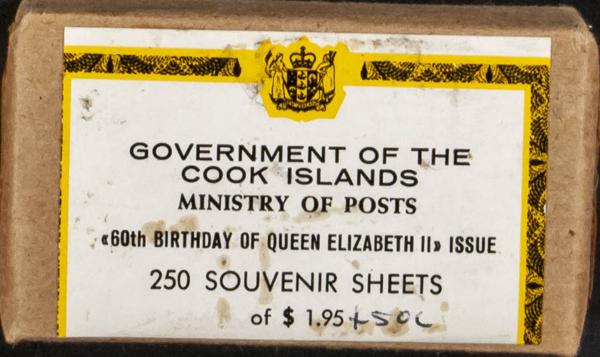 GOVERNMENT OF THE
COOK ISLANDS
MINISTRY OF POSTS
«60th BIRTHDAY OF QUEEN ELIZABETH II» ISSUE
250 SOUVENIR SHEETS
of $ 1.95 +50c